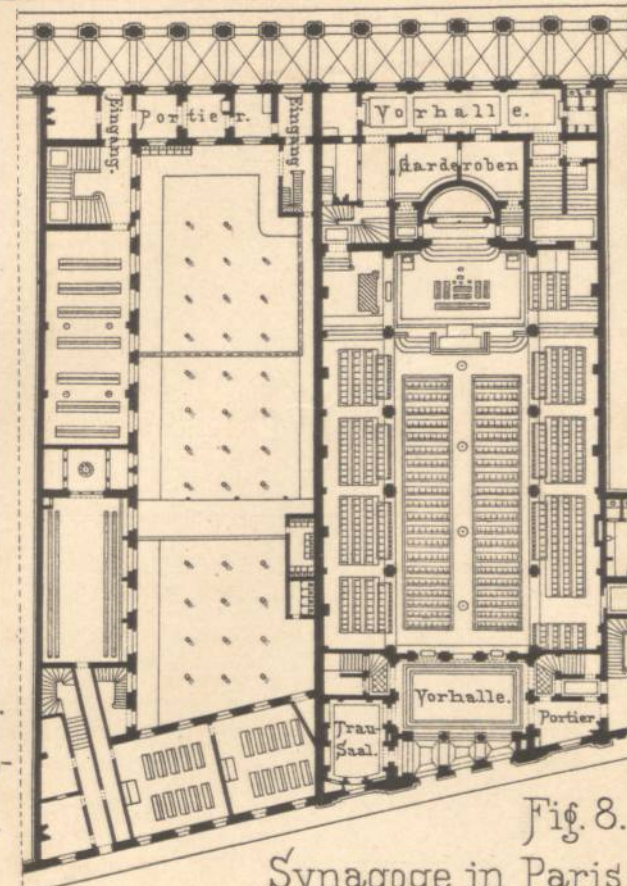 Eingang.
Portier.
Eingang.
Vorhalle.
Garderoben
Vorhalle.
Portier.
Trau-
Saal.
Fig. 8.
Synagoge in Paris